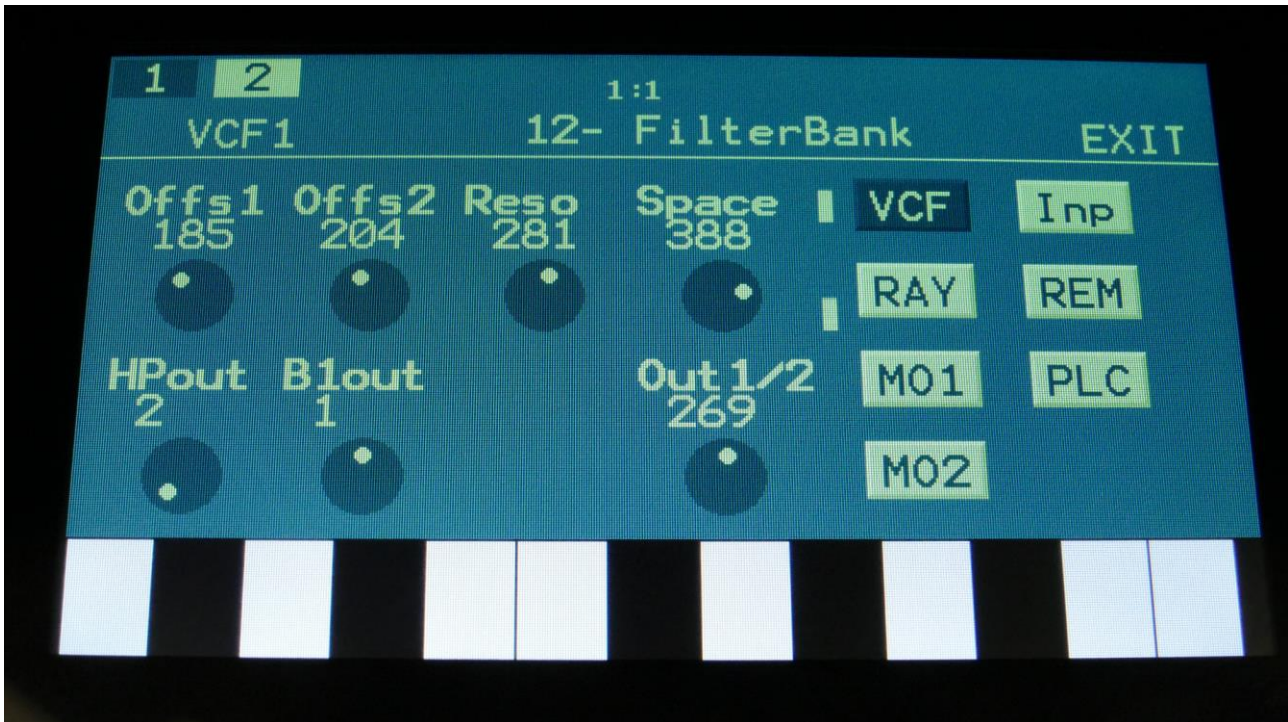 1 2
1:1
VCF1 12- FilterBank EXIT
Offs1 Offs2 Reso Space VCF Inp
185 204 281 388
RAY REM
HPout B1out Out1/2 MO1 PLC
2 1 269
MO2